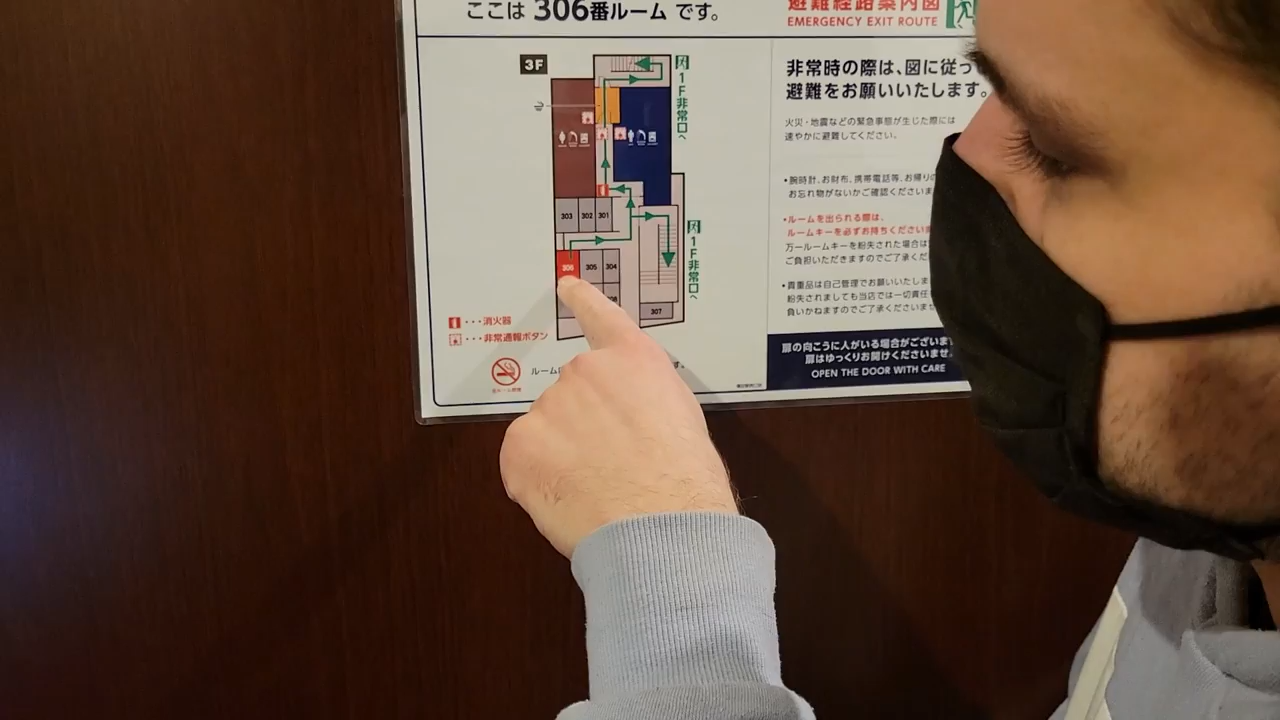 ここは 306番ルーム です。
避難経路案内図
EMERGENCY EXIT ROUTE
3F
1F非常口へ
303 302 301
306 305 304
307
1F非常口へ
・・・消火器
・・・非常通報ボタン
ルーム
す。
非常時の際は、図に従っ
避難をお願いいたします。
火災・地震などの緊急事態が生じた際には
速やかに避難してください。
・腕時計、お財布、携帯電話等、お帰りの
お忘れ物がないかご確認くださいま
・ルームを出られる際は、
ルームキーを必ずお持ちください
万一ルームキーを紛失された場合は
ご負担いただきますのでご了承くだ
・貴重品は自己管理でお願いいたしま
紛失されましても当店では一切責任
負いかねますのでご了承くださいませ
扉の向こうに人がいる場合がございま
扉はゆっくりお開けくださいませ。
OPEN THE DOOR WITH CARE